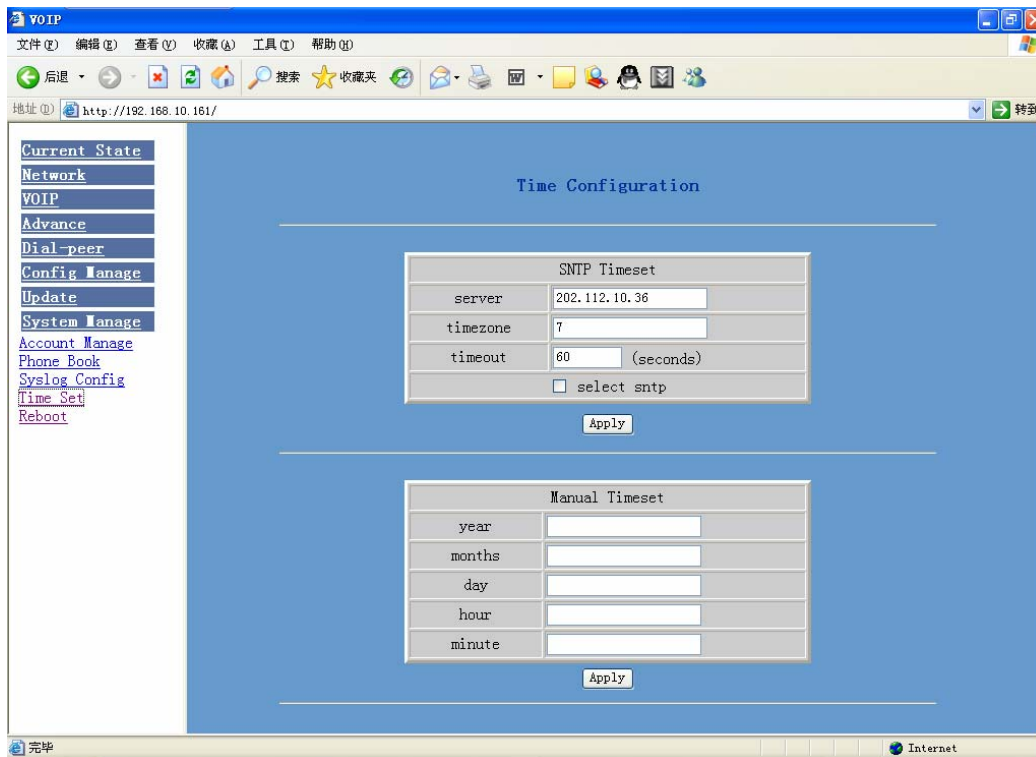 VOIP
文件(F) 编辑(E) 查看(V) 收藏(A) 工具(T) 帮助(H)
后退 搜索 收藏夹
地址(D) http://192.168.10.161/ 转到
Current State
Network
VOIP
Advance
Dial-peer
Config Manage
Update
System Manage
Account Manage
Phone Book
Syslog Config
Time Set
Reboot
Time Configuration
SNTP Timeset
server 202.112.10.36
timezone 7
timeout 60 (seconds)
select sntp
Apply
Manual Timeset
year
months
day
hour
minute
Apply
完毕 Internet